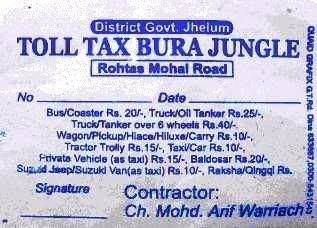 District Govt. Jhelum
TOLL TAX BURA JUNGLE
Rohtas Mohal Road
No Date
Bus/Coaster Rs. 20/-, Truck/Oil Tanker Rs.25/-,
Truck/Tanker over 6 wheels Rs.40/-,
Wagon/Pickup/Hiace/Hiluxe/Carry Rs.10/-,
Tractor Trolly Rs.15/-, Taxi/Car Rs.10/-,
Private Vehicle (as taxi) Rs.15/-, Baldosar Rs.20/-,
Suzuki Jeep/Suzuki Van(as taxi) Rs.10/-, Raksha/Qingqi Rs.
Signature
Contractor:
Ch. Mohd. Arif Warriach